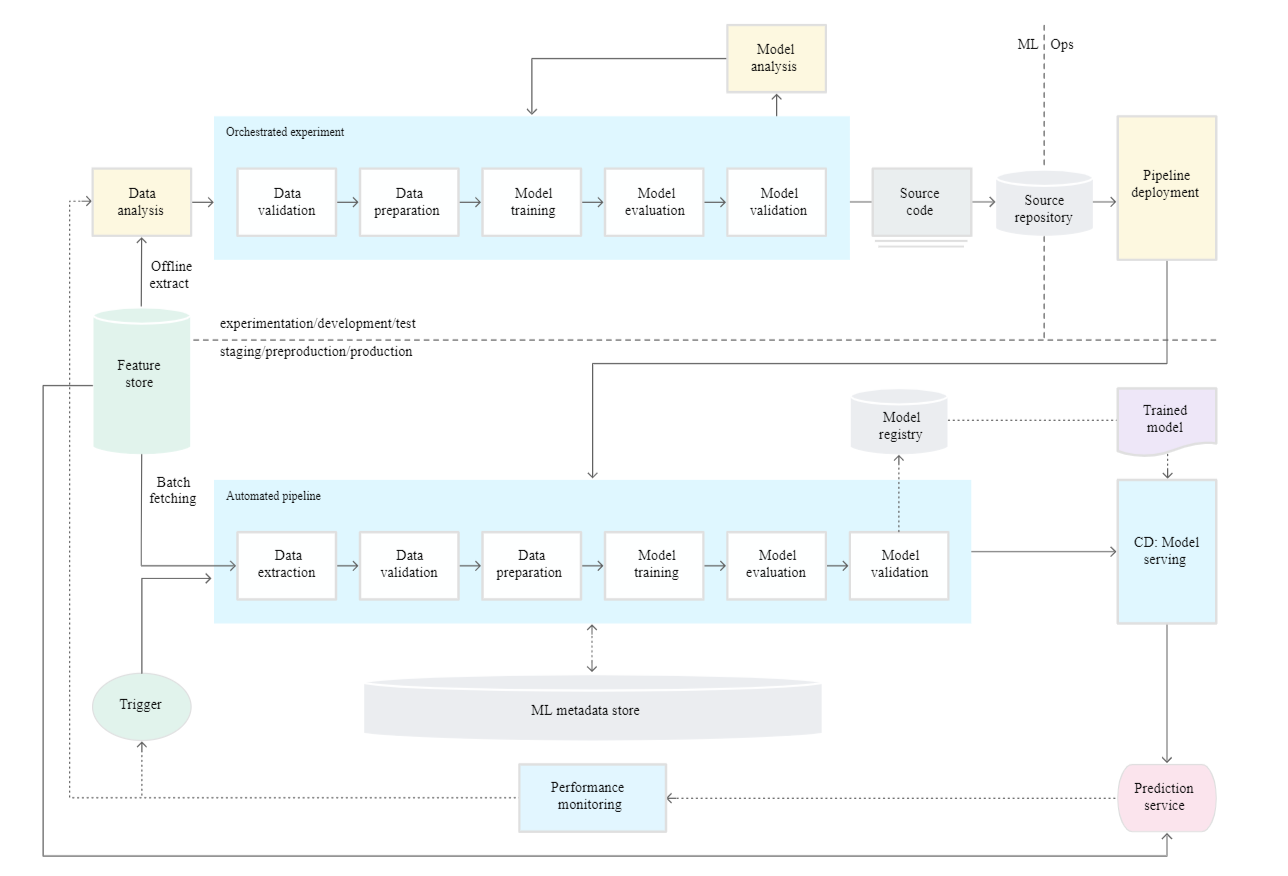 Model
analysis
ML
Ops
Orchestrated experiment
Data
analysis
Data
validation
Data
preparation
Model
training
Model
evaluation
Model
validation
Source
code
Source
repository
Pipeline
deployment
Offline
extract
experimentation/development/test
staging/preproduction/production
Feature
store
Model
registry
Trained
model
Batch
fetching
Automated pipeline
Data
extraction
Data
validation
Data
preparation
Model
training
Model
evaluation
Model
validation
CD: Model
serving
Trigger
ML metadata store
Performance
monitoring
Prediction
service